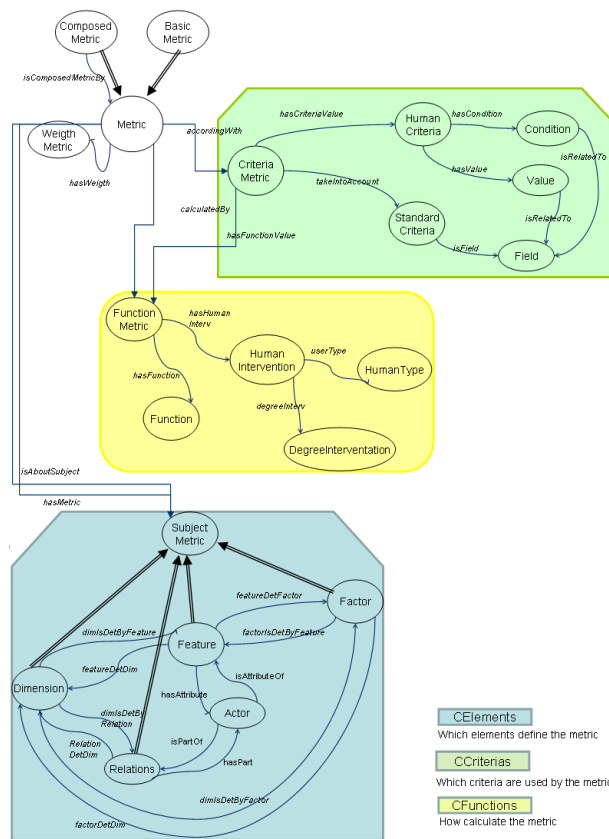 Composed
Metric
Basic
Metric
isComposedMetricBy
Metric
Weigth
Metric
hasWeigth
accordingWith
calculatedBy
hasFunctionValue
hasCriteriaValue
Human
Criteria
hasCondition
Condition
isRelatedTo
Criteria
Metric
takeIntoAccount
hasValue
Value
isRelatedTo
Standard
Criteria
isField
Field
Function
Metric
hasHuman
Interv
Human
Intervention
userType
HumanType
hasFunction
Function
degreeInterv
DegreeInterventation
isAboutSubject
hasMetric
Subject
Metric
featureDetFactor
Factor
dimIsDetByFeature
Feature
factorIsDetByFeature
featureDetDim
isAttributeOf
Dimension
hasAttribute
Actor
dimIsDetBy
Relation
isPartOf
Relation
DetDim
Relations
hasPart
dimIsDetByFactor
factorDetDim
CElements
Which elements define the metric
CCriterias
Which criteria are used by the metric
CFunctions
How calculate the metric